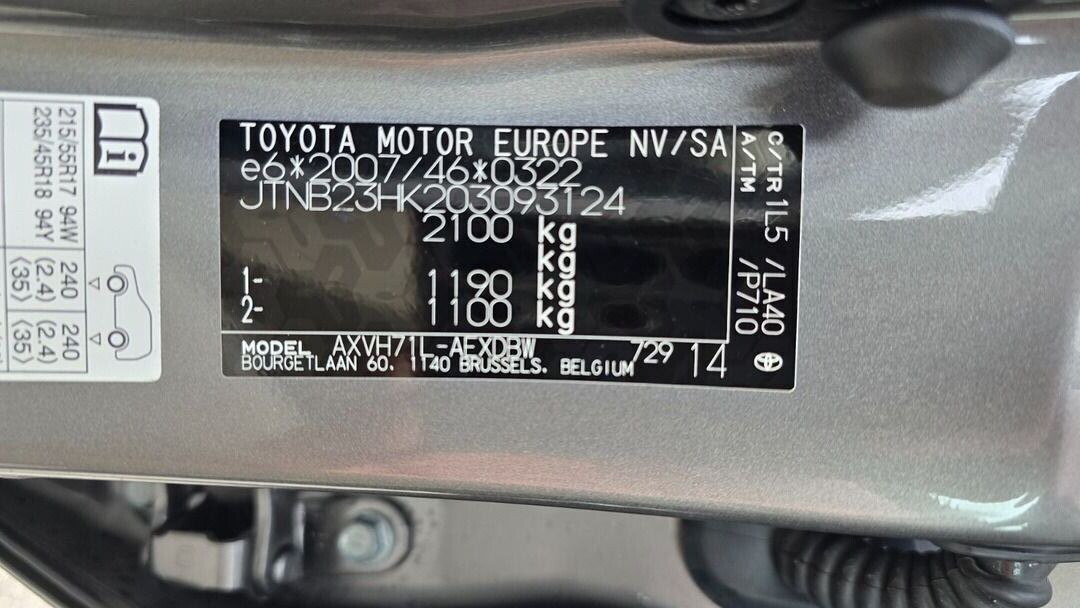 215/55R17 94W 240 240
(2.4) (2.4)
⟨35⟩ ⟨35⟩
235/45R18 94Y
TOYOTA MOTOR EUROPE NV/SA
e6*2007/46*0322
JTNB23HK203093124
2100 kg
kg
1- 1190 kg
2- 1100 kg
MODEL AXVH71L-AEXDBW 729 14
BOURGETLAAN 60. 1140 BRUSSELS. BELGIUM
C/TR 1L5 /LA40
A/TM /P710